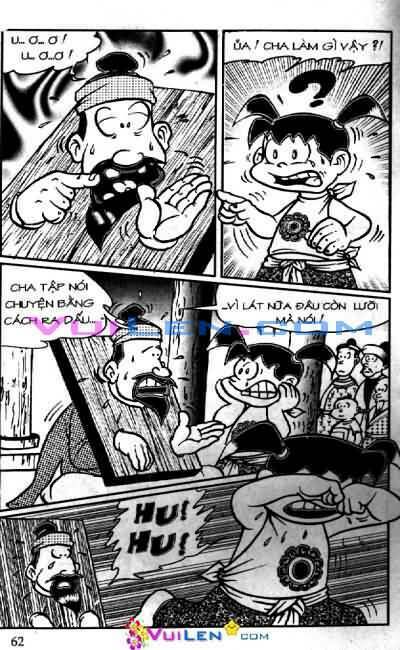 U... Ơ... Ơ!
U... Ơ...Ơ!
ỦA! CHA LÀM GÌ VẬY ?!
?
CHA TẬP NÓI
CHUYỆN BẰNG
CÁCH RA DẤU...
...VÌ LÁT NỮA ĐÂU CÒN LƯỠI
MÀ NÓI!
VUILEN.COM
HU!
HU!
62
VUILEN.COM